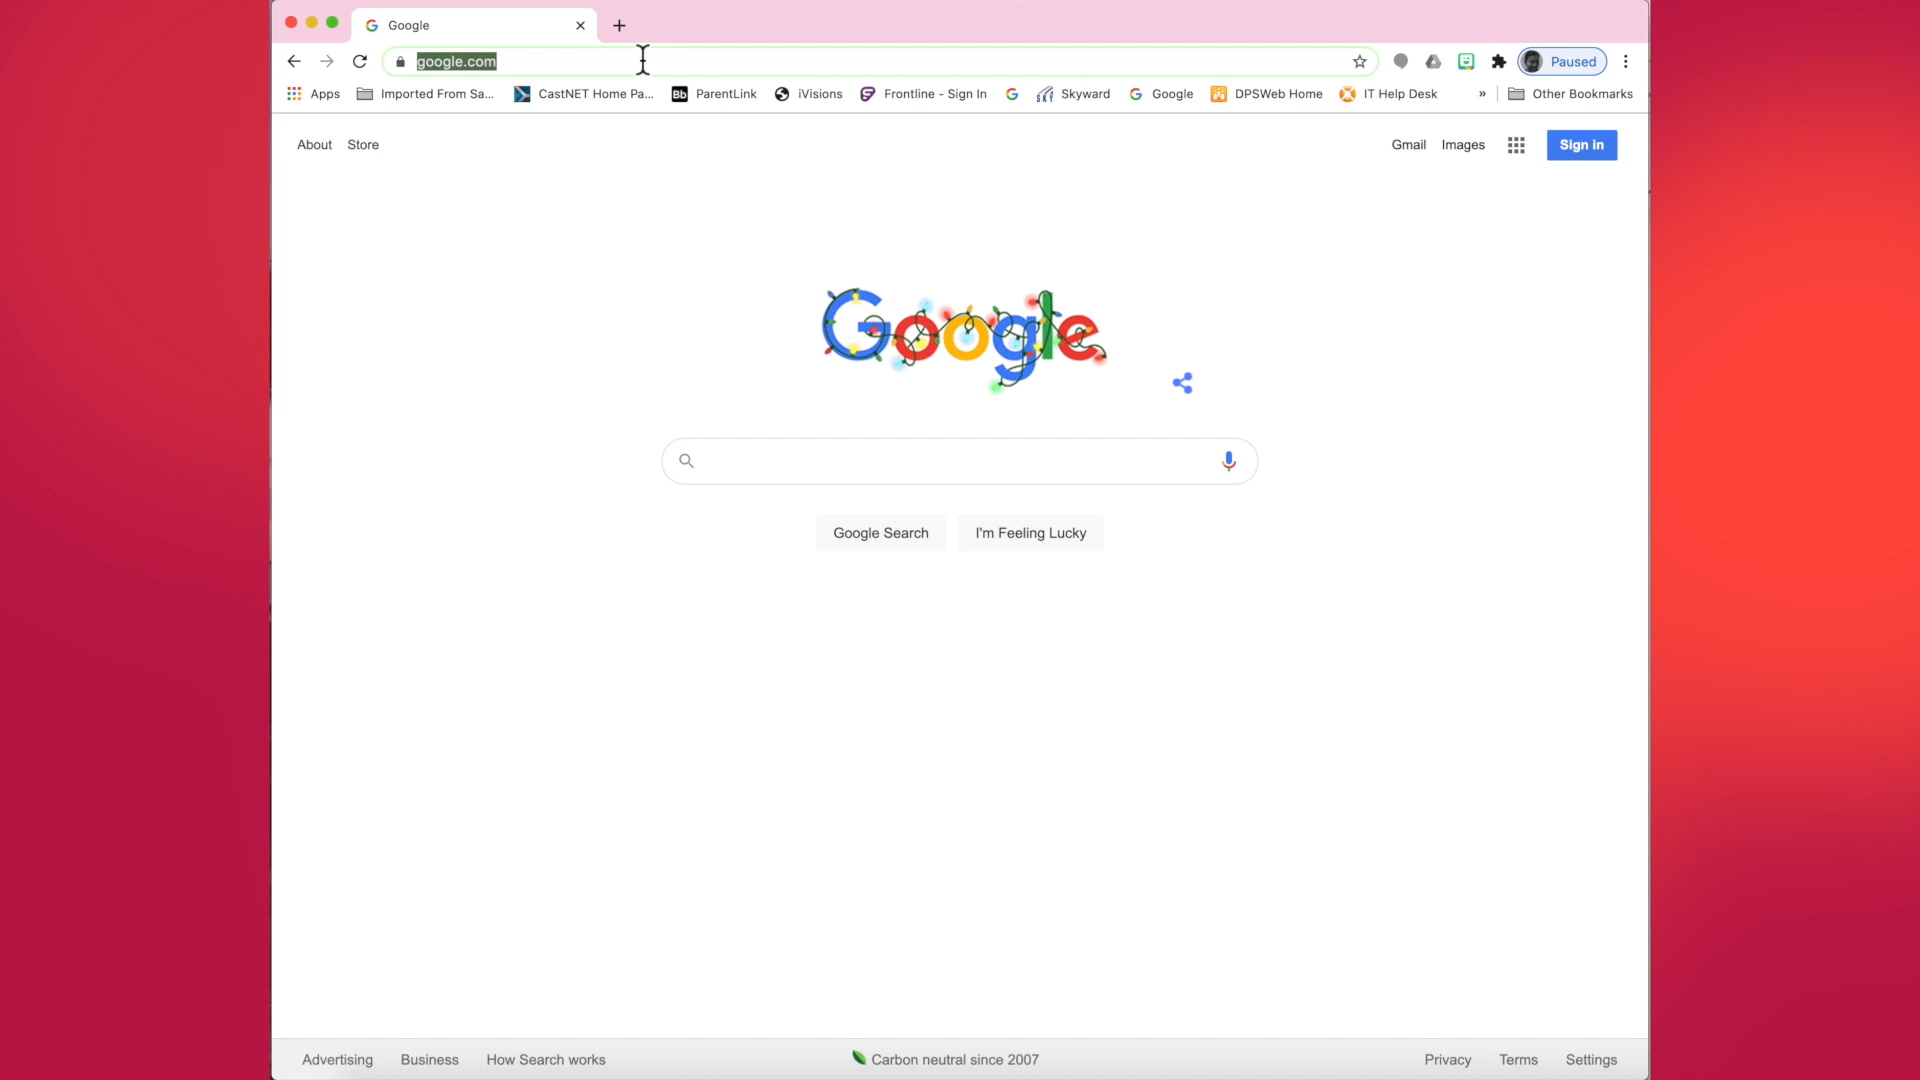 Google
google.com
Paused
Apps
Imported From Sa...
CastNET Home Pa...
Bb
ParentLink
iVisions
Frontline - Sign In
Skyward
Google
DPSWeb Home
IT Help Desk
»
Other Bookmarks
About
Store
Gmail
Images
Sign in
Google
Google Search
I'm Feeling Lucky
Advertising
Business
How Search works
Carbon neutral since 2007
Privacy
Terms
Settings